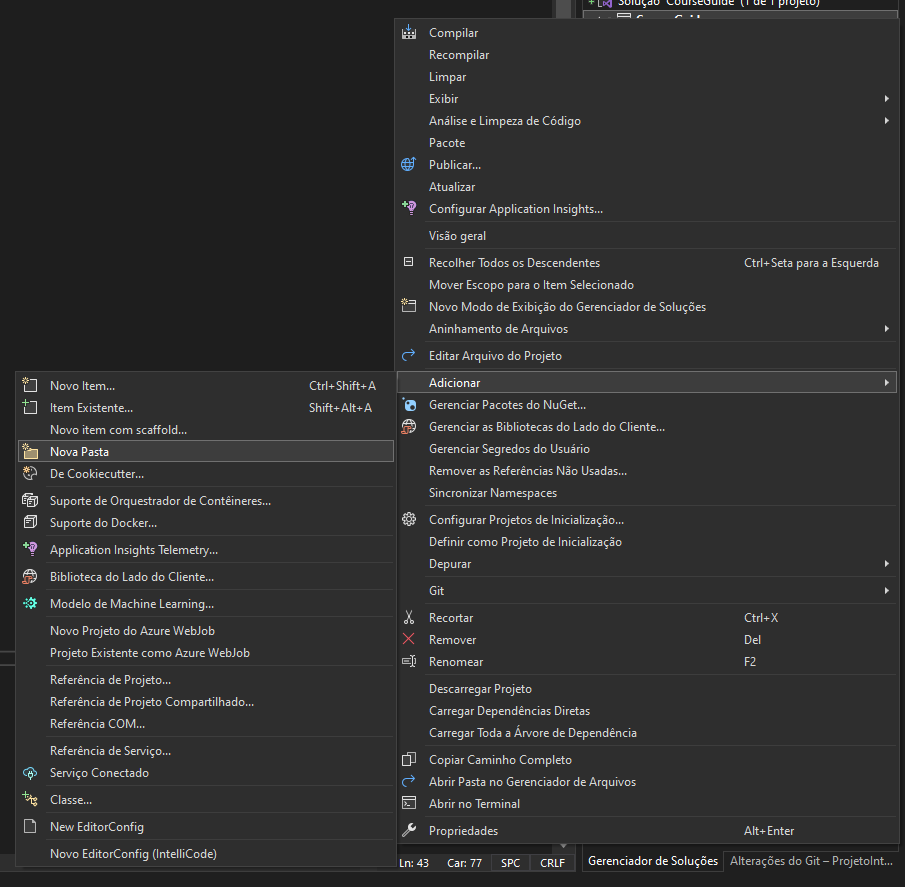 Solução 'CourseGuide' (1 de 1 projeto)
Compilar
Recompilar
Limpar
Exibir
Análise e Limpeza de Código
Pacote
Publicar...
Atualizar
Configurar Application Insights...
Visão geral
Recolher Todos os Descendentes Ctrl+Seta para a Esquerda
Mover Escopo para o Item Selecionado
Novo Modo de Exibição do Gerenciador de Soluções
Aninhamento de Arquivos
Editar Arquivo do Projeto
Adicionar
Gerenciar Pacotes do NuGet...
Gerenciar as Bibliotecas do Lado do Cliente...
Gerenciar Segredos do Usuário
Remover as Referências Não Usadas...
Sincronizar Namespaces
Configurar Projetos de Inicialização...
Definir como Projeto de Inicialização
Depurar
Git
Recortar Ctrl+X
Remover Del
Renomear F2
Descarregar Projeto
Carregar Dependências Diretas
Carregar Toda a Árvore de Dependência
Copiar Caminho Completo
Abrir Pasta no Gerenciador de Arquivos
Abrir no Terminal
Propriedades Alt+Enter
Novo Item... Ctrl+Shift+A
Item Existente... Shift+Alt+A
Novo item com scaffold...
Nova Pasta
De Cookiecutter...
Suporte de Orquestrador de Contêineres...
Suporte do Docker...
Application Insights Telemetry...
Biblioteca do Lado do Cliente...
Modelo de Machine Learning...
Novo Projeto do Azure WebJob
Projeto Existente como Azure WebJob
Referência de Projeto...
Referência de Projeto Compartilhado...
Referência COM...
Referência de Serviço...
Serviço Conectado
Classe...
New EditorConfig
Novo EditorConfig (IntelliCode)
Ln: 43 Car: 77 SPC CRLF
Gerenciador de Soluções Alterações do Git – ProjetoInt...